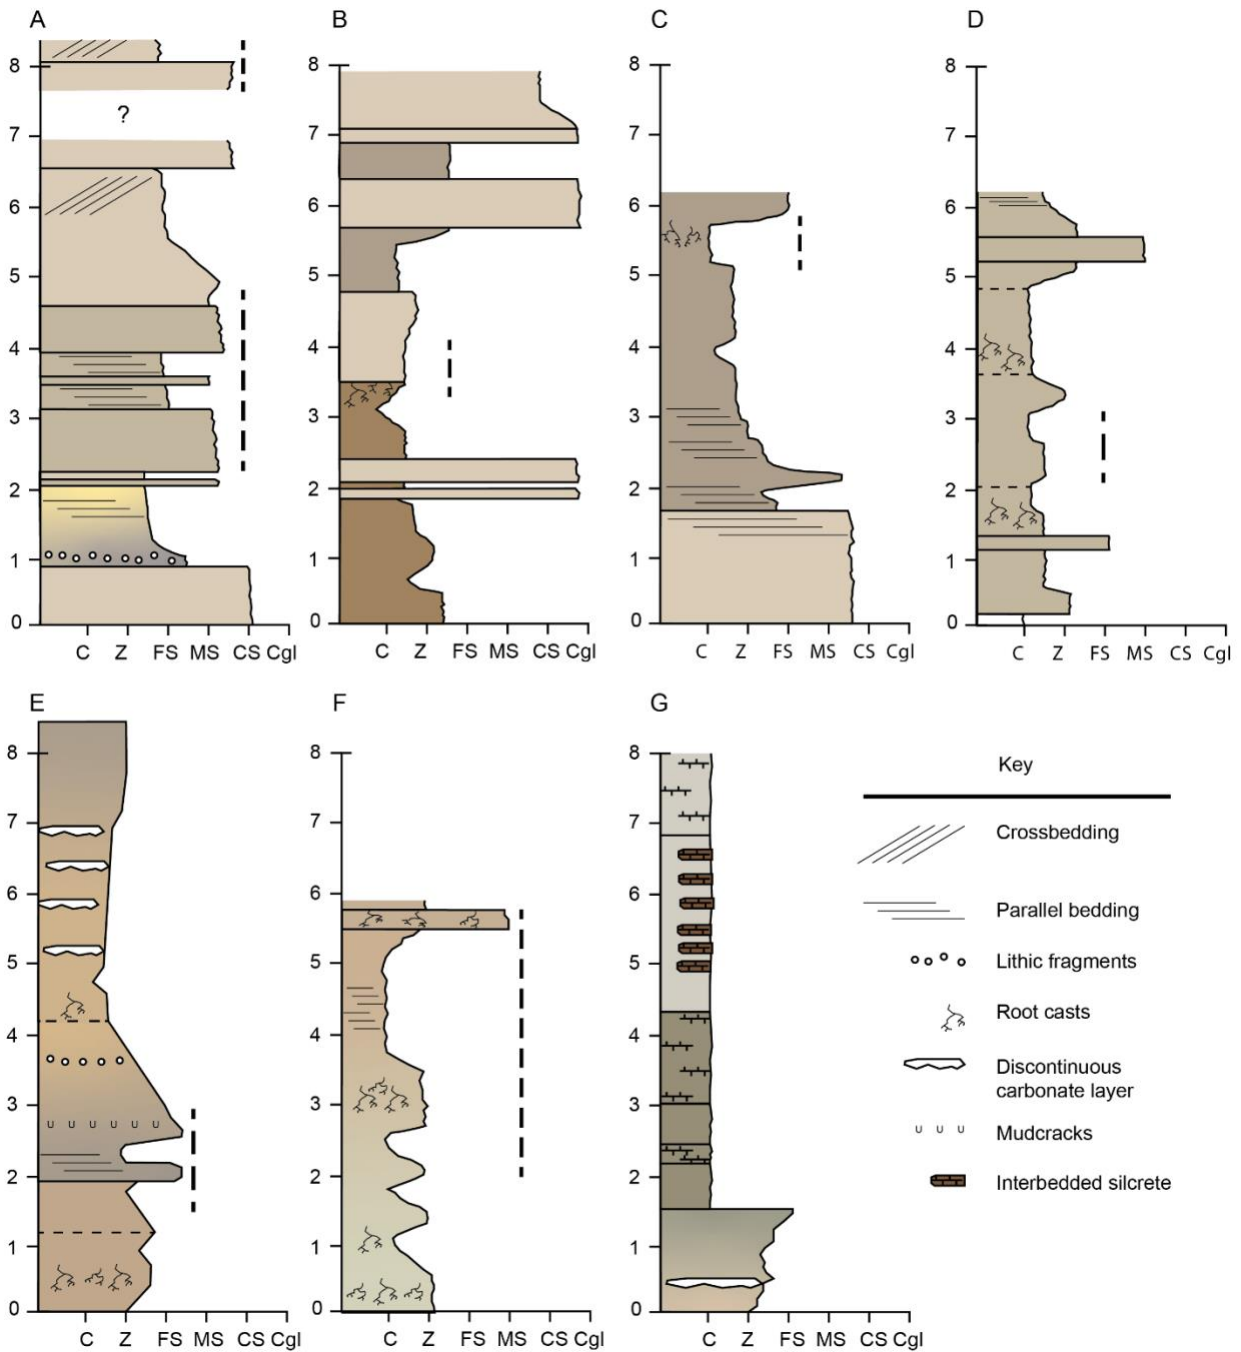 A
B
C
D
8
7
6
5
4
3
2
1
0
?
C Z FS MS CS Cgl
8
7
6
5
4
3
2
1
0
C Z FS MS CS Cgl
8
7
6
5
4
3
2
1
0
C Z FS MS CS Cgl
8
7
6
5
4
3
2
1
0
C Z FS MS CS Cgl
E
F
G
8
7
6
5
4
3
2
1
0
C Z FS MS CS Cgl
8
7
6
5
4
3
2
1
0
C Z FS MS CS Cgl
8
7
6
5
4
3
2
1
0
C Z FS MS CS Cgl
Key
Crossbedding
Parallel bedding
Lithic fragments
Root casts
Discontinuous
carbonate layer
Mudcracks
Interbedded silcrete